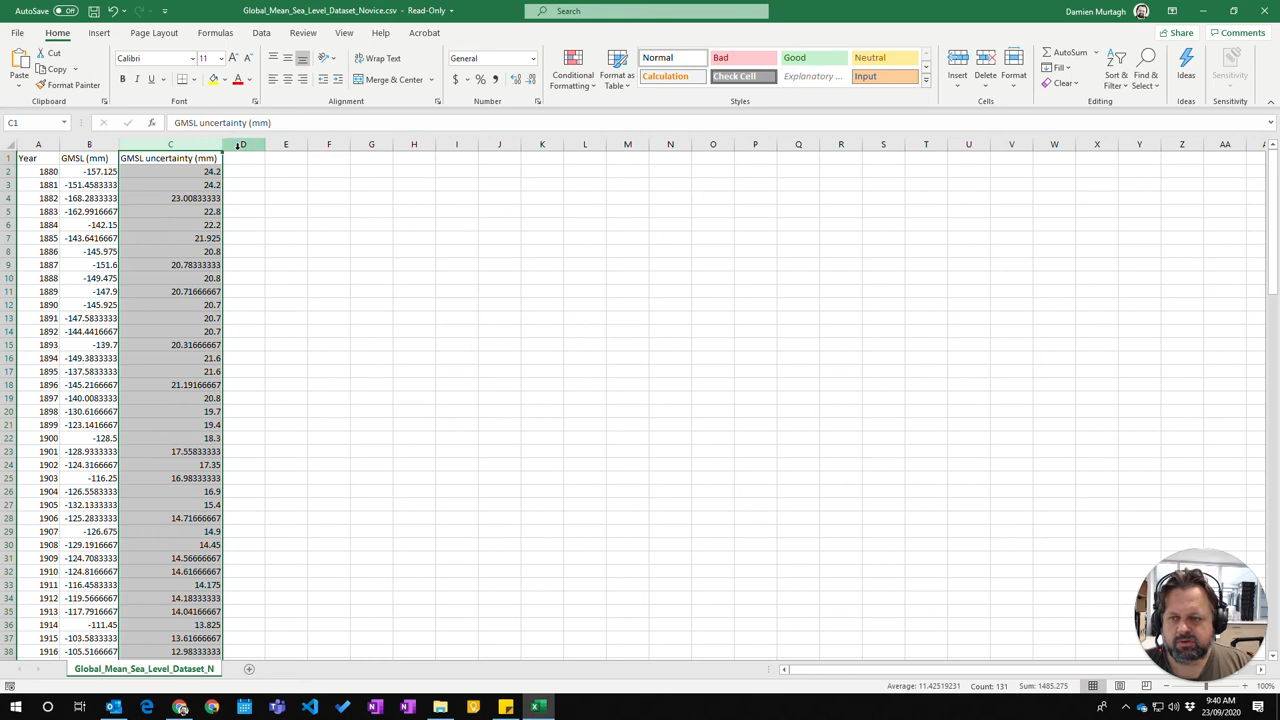 AutoSave Off Global_Mean_Sea_Level_Dataset_Novice.csv - Read-Only Search Damien Murtagh
File Home Insert Page Layout Formulas Data Review View Help Acrobat Share Comments
Paste Cut Copy Format Painter Clipboard
Calibri 11 B I U Font
Wrap Text Merge & Center Alignment
General $ % Number
Conditional Formatting Format as Table
Normal Bad Good Neutral
Calculation Check Cell Explanatory ... Input
Styles
Insert Delete Format Cells
AutoSum Fill Clear Sort & Filter Find & Select Editing
Ideas Ideas
Sensitivity Sensitivity
C1 fx GMSL uncertainty (mm)
A B C D E F G H I J K L M N O P Q R S T U V W X Y Z AA
1 Year GMSL (mm) GMSL uncertainty (mm)
2 1880 -157.125 24.2
3 1881 -151.4583333 24.2
4 1882 -168.2833333 23.00833333
5 1883 -162.9916667 22.8
6 1884 -142.15 22.2
7 1885 -143.6416667 21.925
8 1886 -145.975 20.8
9 1887 -151.6 20.78333333
10 1888 -149.475 20.8
11 1889 -147.9 20.71666667
12 1890 -145.925 20.7
13 1891 -147.5833333 20.7
14 1892 -144.4416667 20.7
15 1893 -139.7 20.31666667
16 1894 -149.3833333 21.6
17 1895 -137.5833333 21.6
18 1896 -145.2166667 21.19166667
19 1897 -140.0083333 20.8
20 1898 -130.6166667 19.7
21 1899 -123.1416667 19.4
22 1900 -128.5 18.3
23 1901 -128.9333333 17.55833333
24 1902 -124.3166667 17.35
25 1903 -116.25 16.98333333
26 1904 -126.5583333 16.9
27 1905 -132.1333333 15.4
28 1906 -125.2833333 14.71666667
29 1907 -126.675 14.9
30 1908 -129.1916667 14.45
31 1909 -124.7083333 14.56666667
32 1910 -124.8166667 14.61666667
33 1911 -116.4583333 14.175
34 1912 -119.5666667 14.18333333
35 1913 -117.7916667 14.04166667
36 1914 -111.45 13.825
37 1915 -103.5833333 13.61666667
38 1916 -105.5166667 12.98333333
Global_Mean_Sea_Level_Dataset_N
Average: 11.42519231 Count: 131 Sum: 1485.275 100%
9:40 AM
23/09/2020